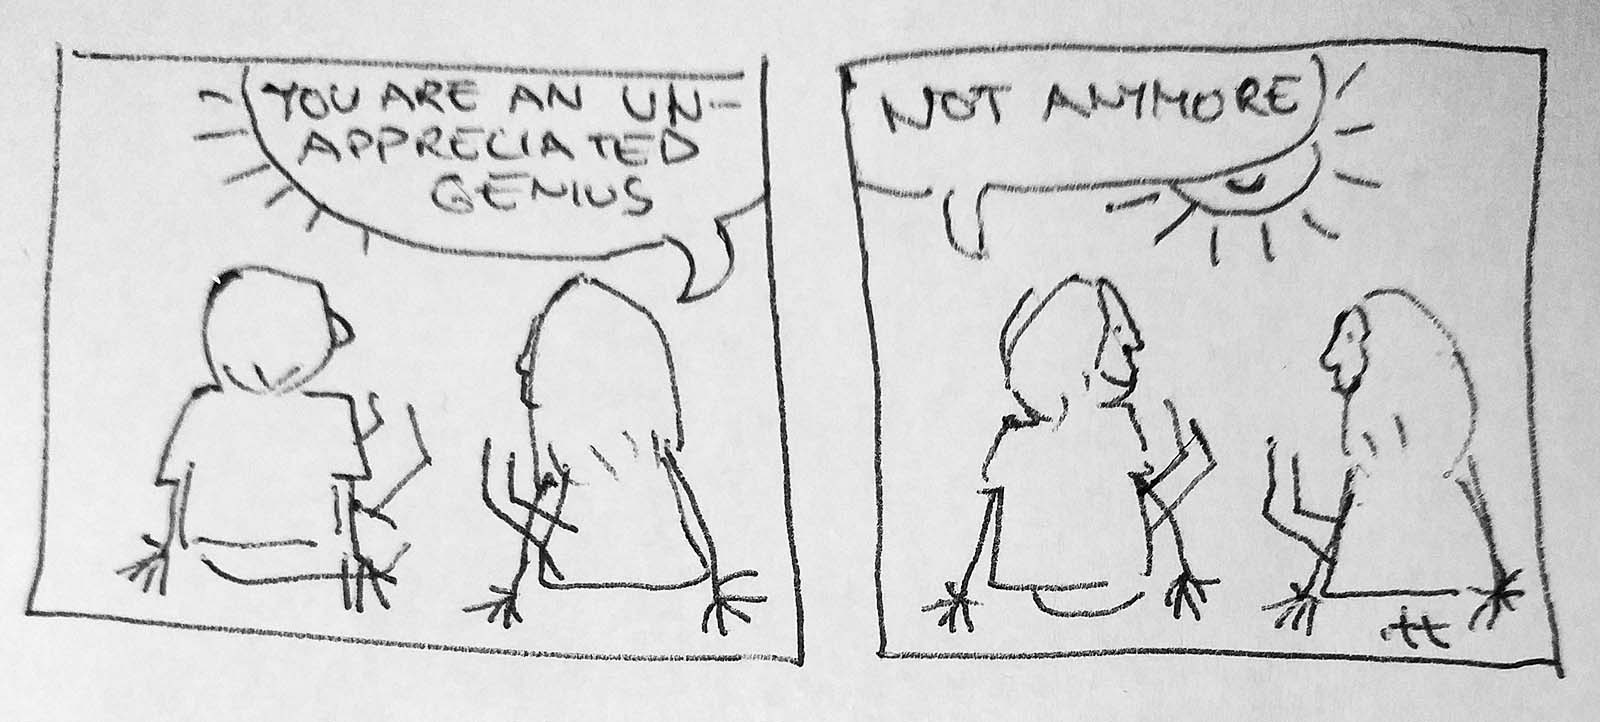 YOU ARE AN UN-
APPRECIATED
GENIUS
NOT ANYMORE
tt